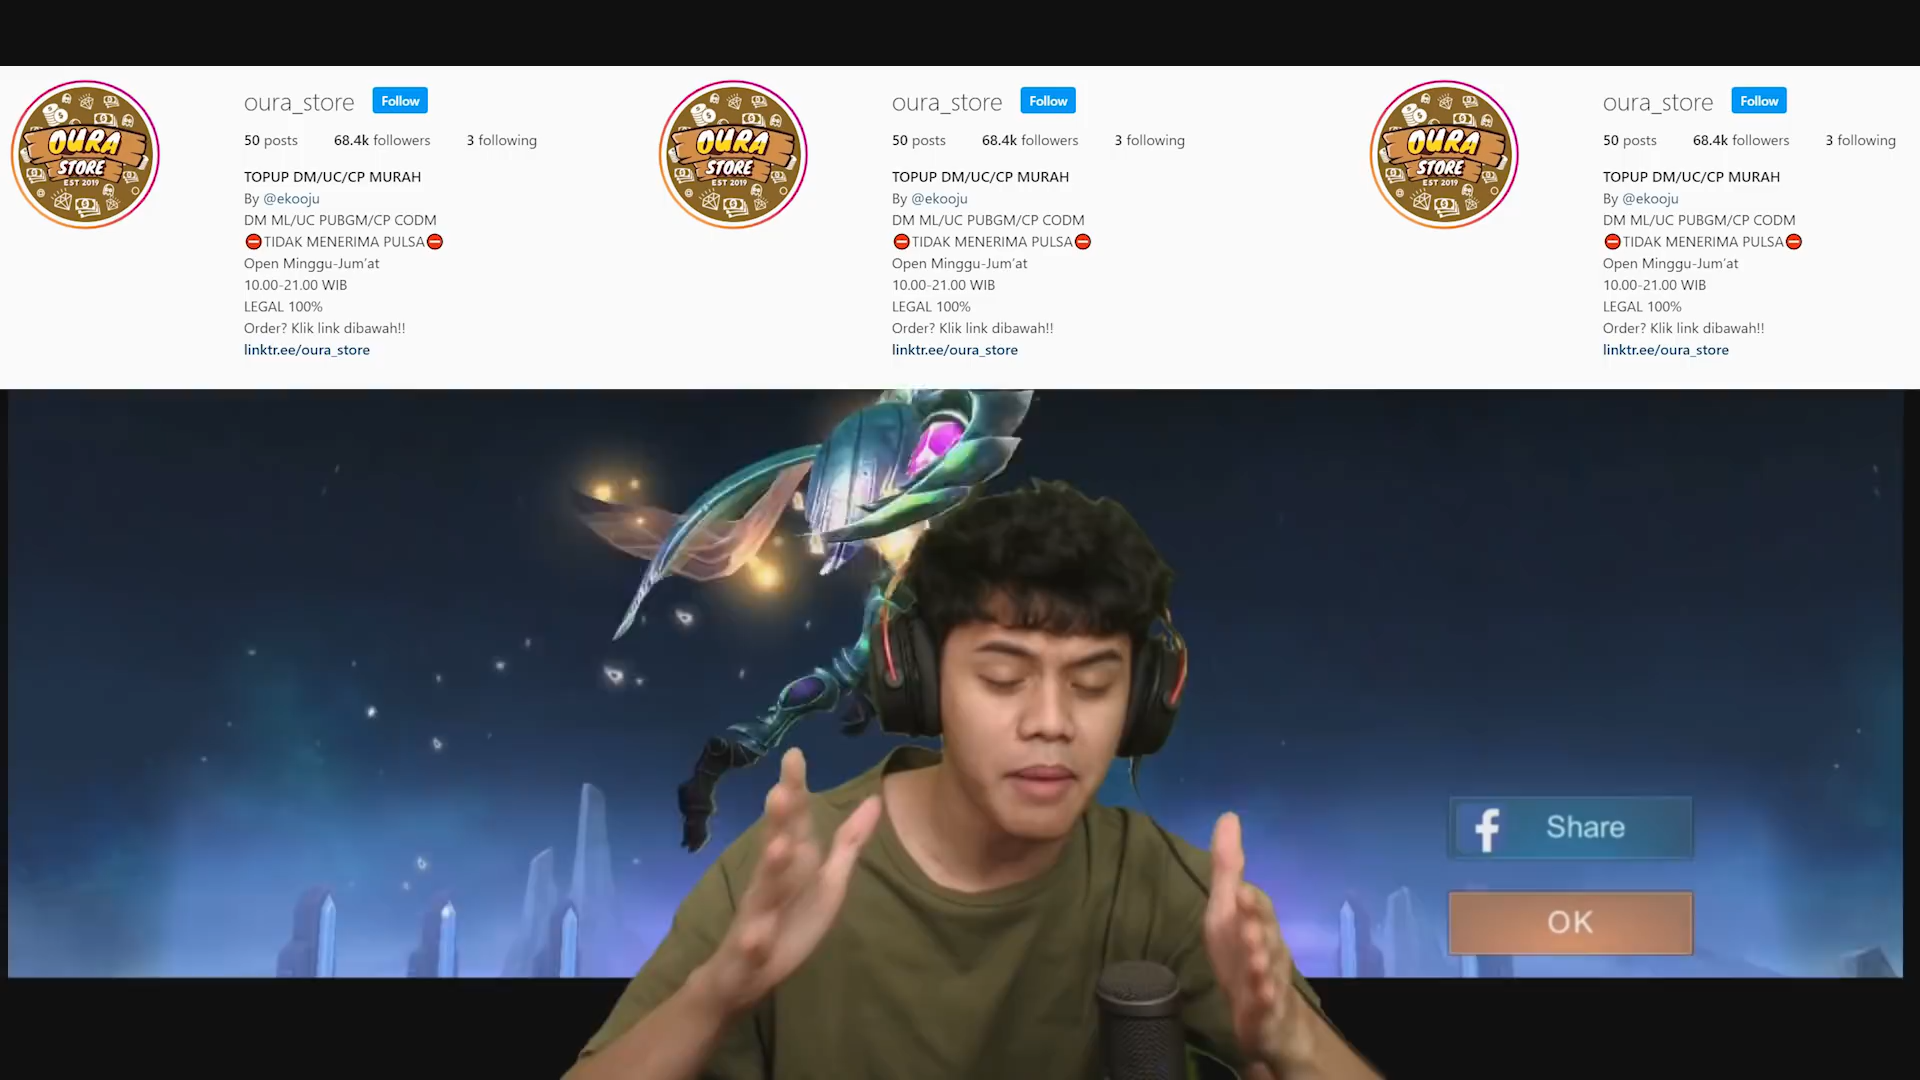 OURA
STORE
EST 2019
oura_store Follow
50 posts 68.4k followers 3 following
TOPUP DM/UC/CP MURAH
By @ekooju
DM ML/UC PUBGM/CP CODM
⛔TIDAK MENERIMA PULSA⛔
Open Minggu-Jum'at
10.00-21.00 WIB
LEGAL 100%
Order? Klik link dibawah!!
linktr.ee/oura_store
OURA
STORE
EST 2019
oura_store Follow
50 posts 68.4k followers 3 following
TOPUP DM/UC/CP MURAH
By @ekooju
DM ML/UC PUBGM/CP CODM
⛔TIDAK MENERIMA PULSA⛔
Open Minggu-Jum'at
10.00-21.00 WIB
LEGAL 100%
Order? Klik link dibawah!!
linktr.ee/oura_store
OURA
STORE
EST 2019
oura_store Follow
50 posts 68.4k followers 3 following
TOPUP DM/UC/CP MURAH
By @ekooju
DM ML/UC PUBGM/CP CODM
⛔TIDAK MENERIMA PULSA⛔
Open Minggu-Jum'at
10.00-21.00 WIB
LEGAL 100%
Order? Klik link dibawah!!
linktr.ee/oura_store
f Share
OK